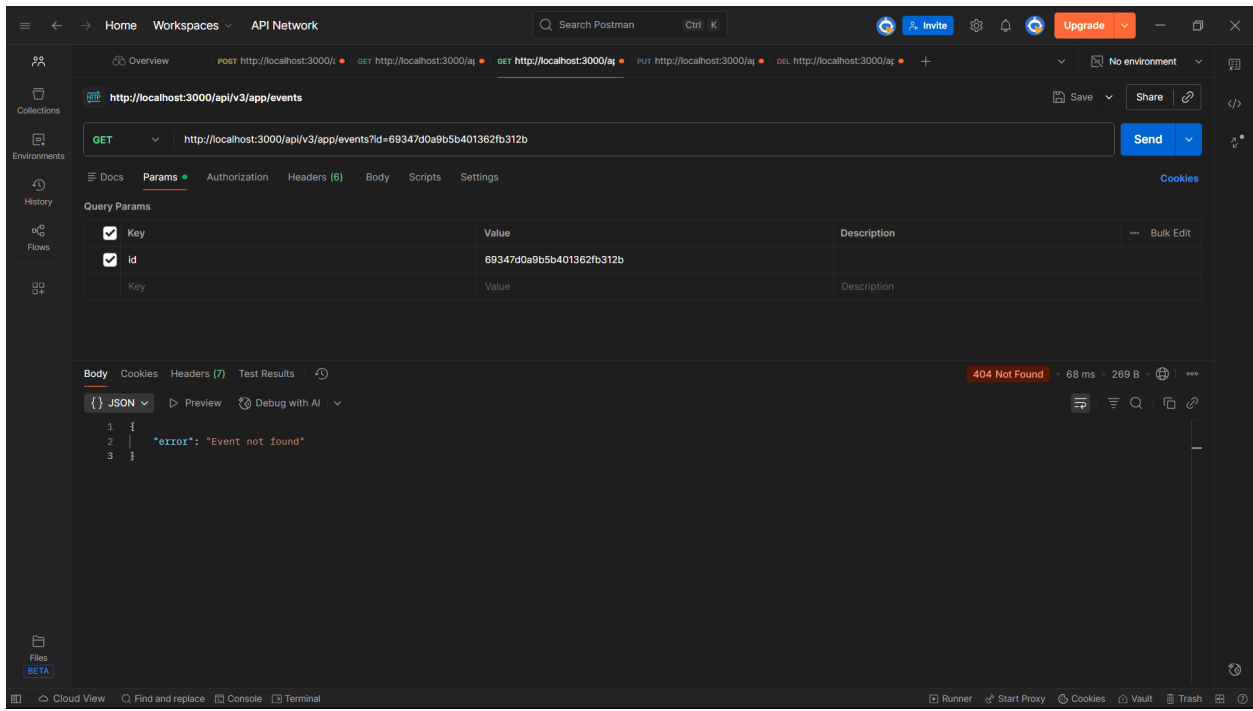 Home Workspaces API Network Search Postman Ctrl K Invite Upgrade
Overview POST http://localhost:3000/a GET http://localhost:3000/ap GET http://localhost:3000/ap PUT http://localhost:3000/ap DEL http://localhost:3000/ap No environment
Collections
Environments
History
Flows
Files
BETA
HTTP http://localhost:3000/api/v3/app/events Save Share
GET http://localhost:3000/api/v3/app/events?id=69347d0a9b5b401362fb312b Send
Docs Params Authorization Headers (6) Body Scripts Settings Cookies
Query Params
Key Value Description Bulk Edit
id 69347d0a9b5b401362fb312b
Key Value Description
Body Cookies Headers (7) Test Results 404 Not Found 68 ms 269 B
{} JSON Preview Debug with AI
1 {
2 "error": "Event not found"
3 }
Cloud View Find and replace Console Terminal Runner Start Proxy Cookies Vault Trash